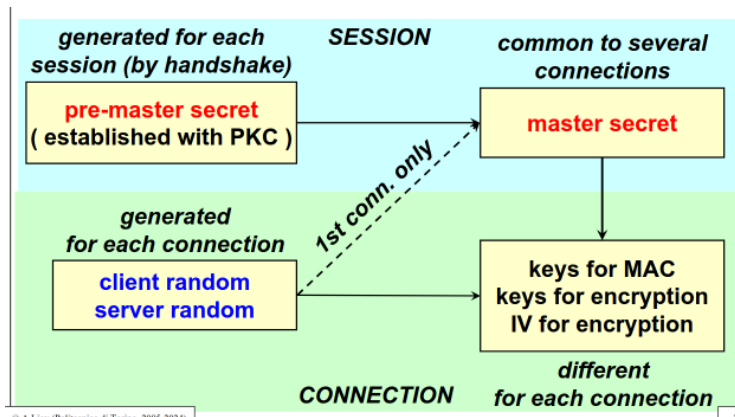 generated for each
session (by handshake)
SESSION
common to several
connections
pre-master secret
( established with PKC )
master secret
1st conn. only
generated
for each connection
client random
server random
keys for MAC
keys for encryption
IV for encryption
different
for each connection
CONNECTION